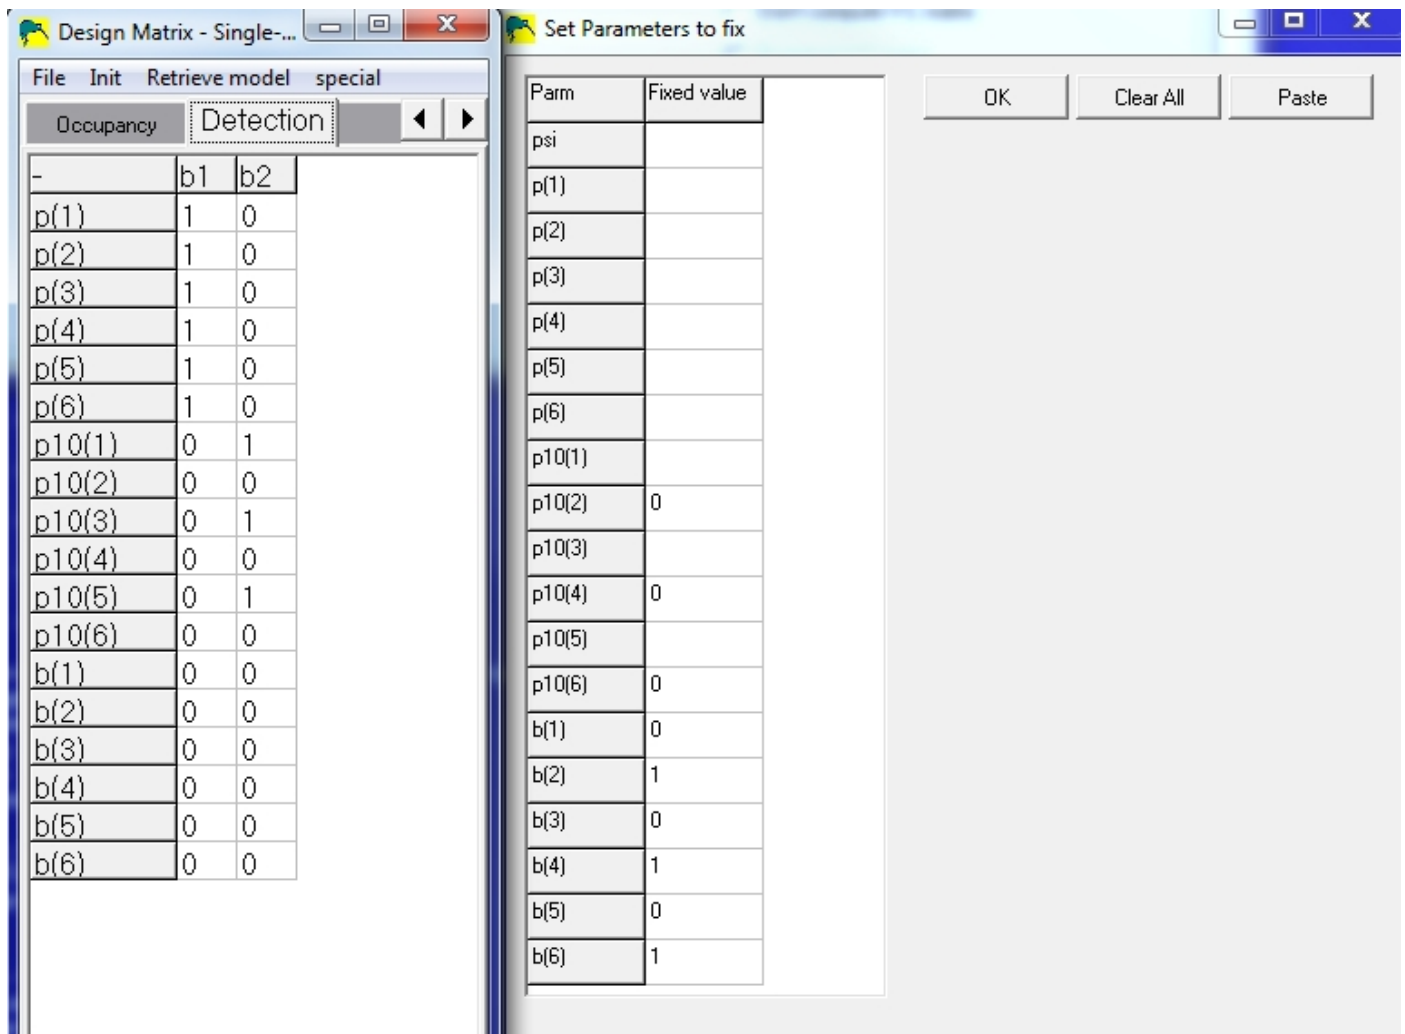 Design Matrix - Single-...
File Init Retrieve model special
Occupancy Detection
- b1 b2
p(1) 1 0
p(2) 1 0
p(3) 1 0
p(4) 1 0
p(5) 1 0
p(6) 1 0
p10(1) 0 1
p10(2) 0 0
p10(3) 0 1
p10(4) 0 0
p10(5) 0 1
p10(6) 0 0
b(1) 0 0
b(2) 0 0
b(3) 0 0
b(4) 0 0
b(5) 0 0
b(6) 0 0
Set Parameters to fix
OK Clear All Paste
Parm Fixed value
psi
p(1)
p(2)
p(3)
p(4)
p(5)
p(6)
p10(1)
p10(2) 0
p10(3)
p10(4) 0
p10(5)
p10(6) 0
b(1) 0
b(2) 1
b(3) 0
b(4) 1
b(5) 0
b(6) 1